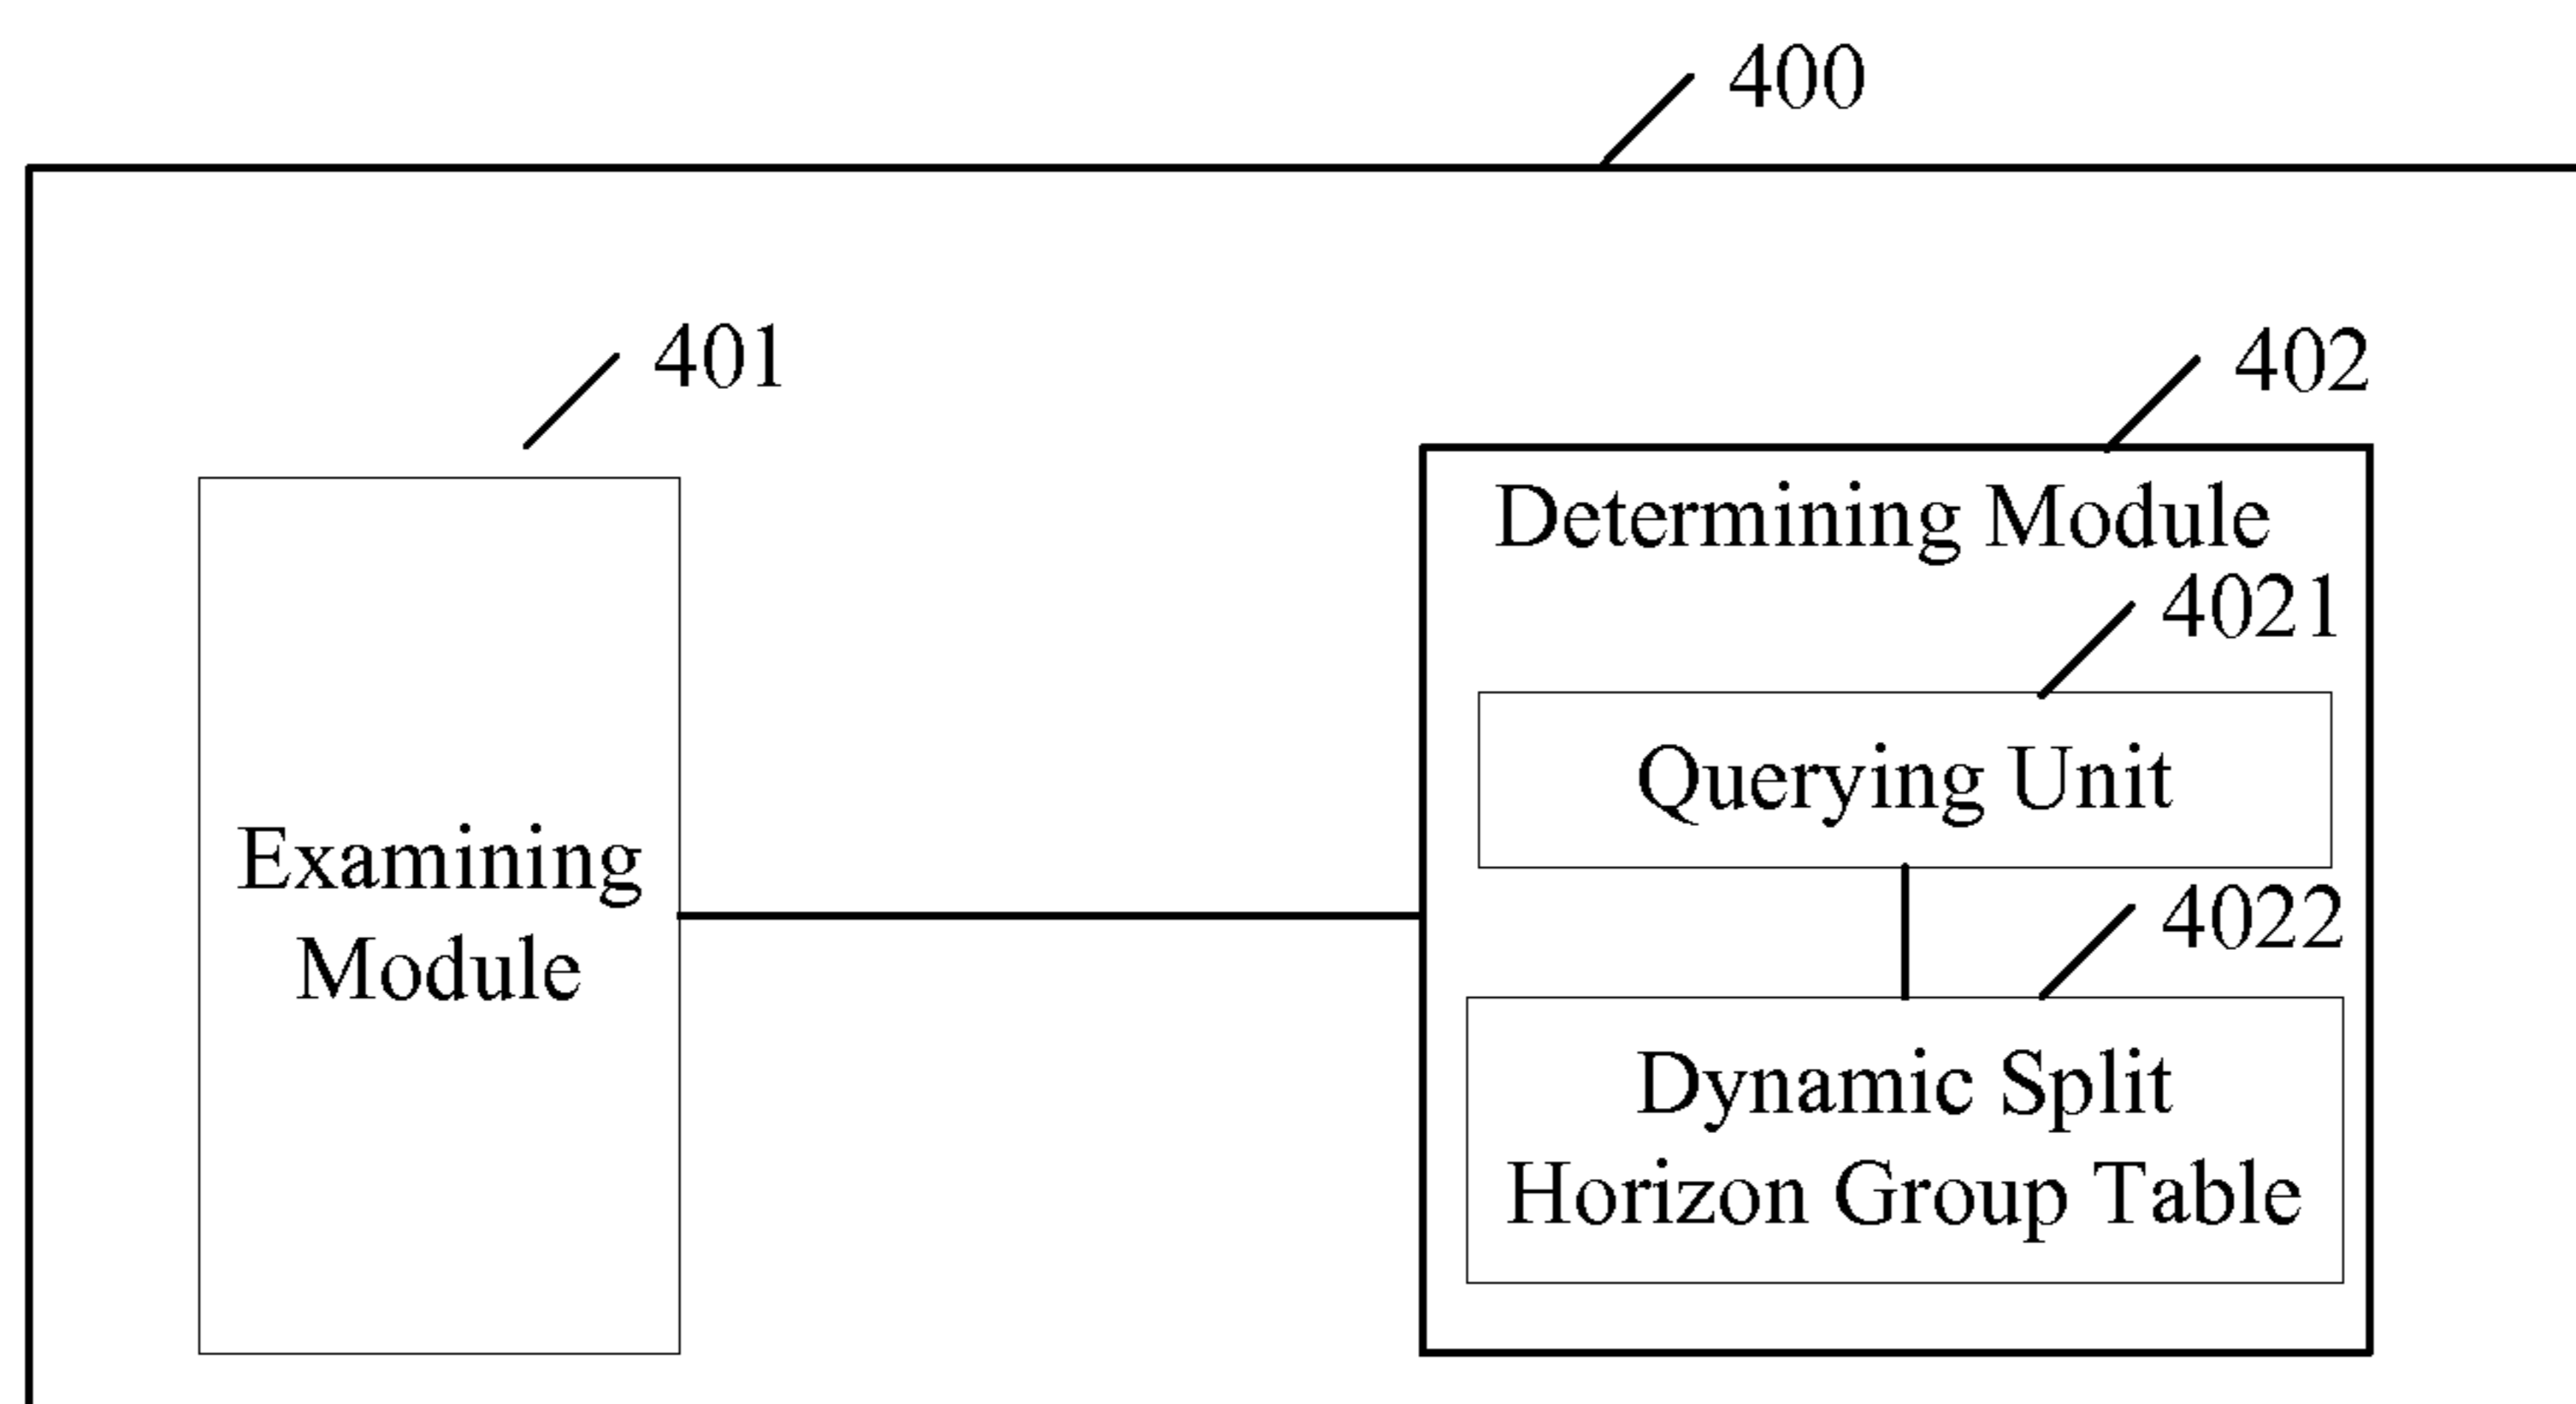 400
401
402
Determining Module
4021
Querying Unit
Examining
Module
4022
Dynamic Split
Horizon Group Table